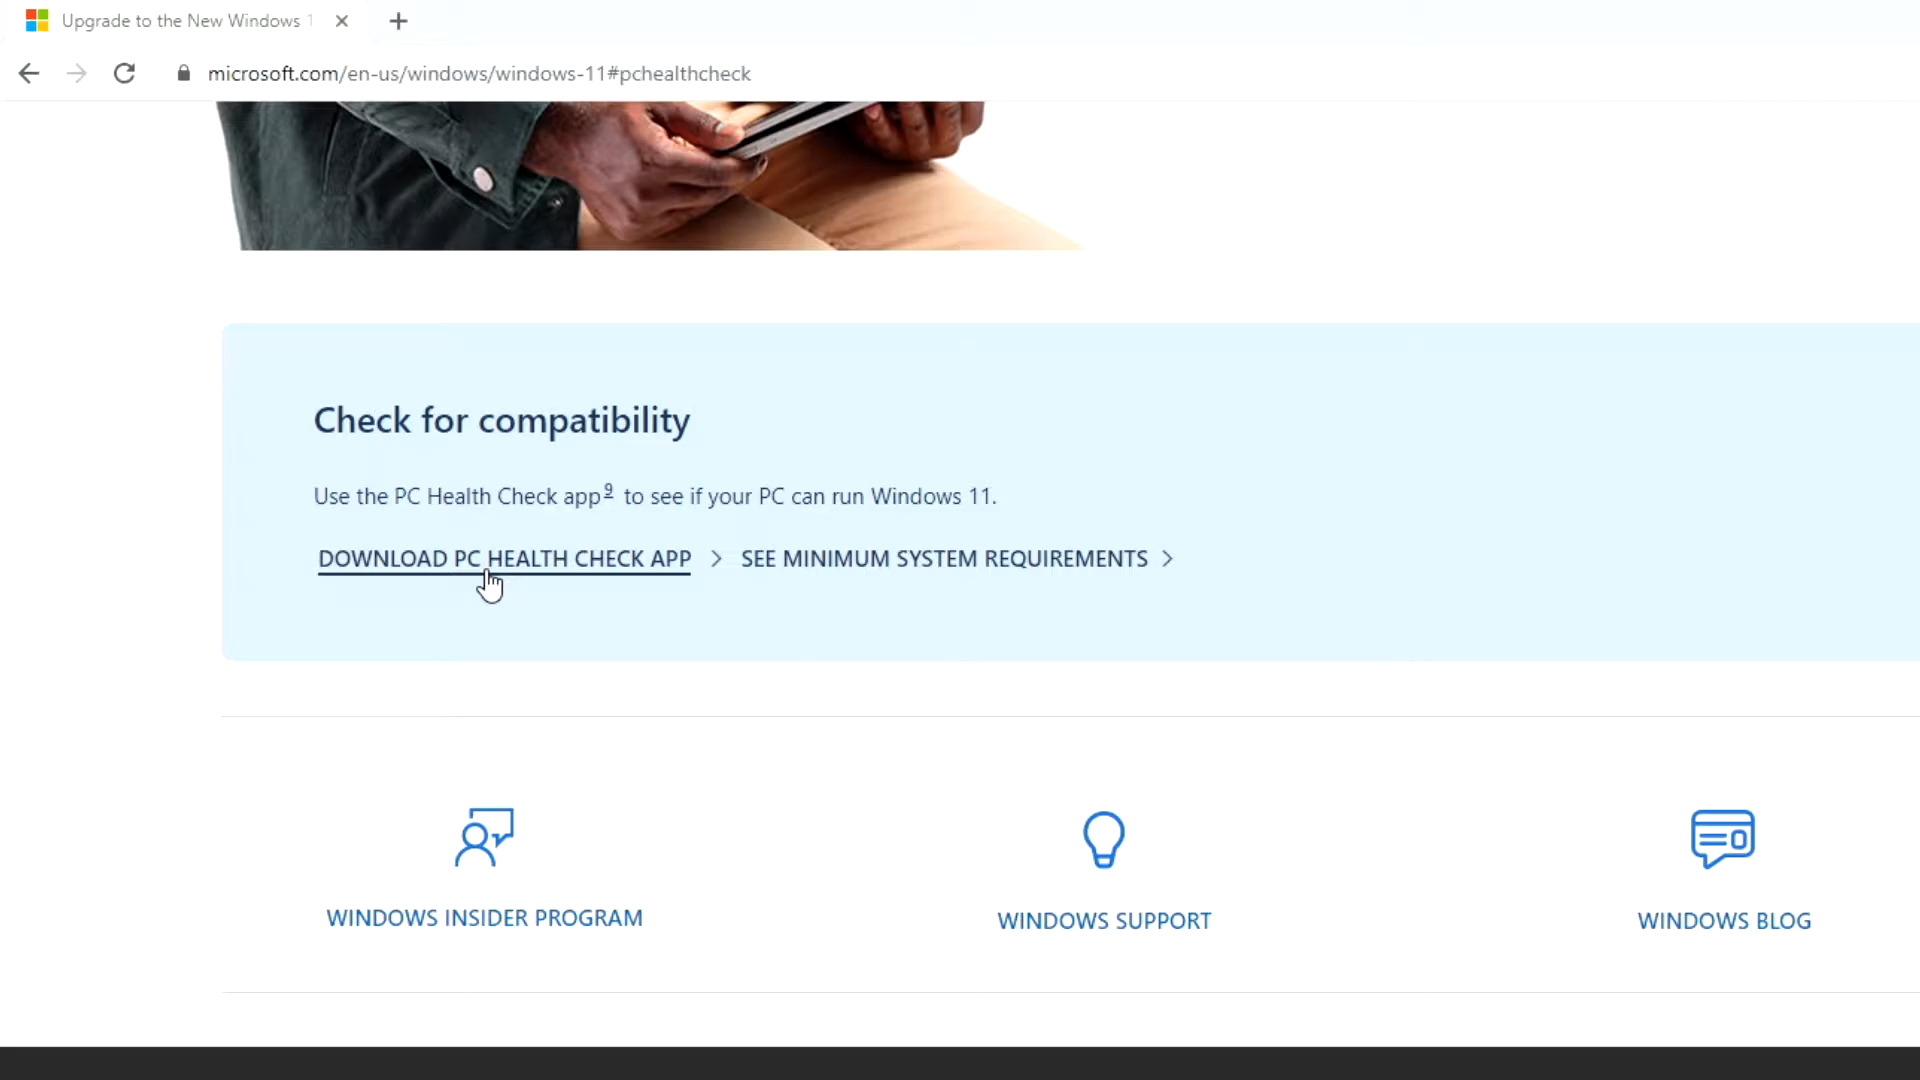 Upgrade to the New Windows 1
microsoft.com/en-us/windows/windows-11#pchealthcheck
Check for compatibility
Use the PC Health Check app9 to see if your PC can run Windows 11.
DOWNLOAD PC HEALTH CHECK APP > SEE MINIMUM SYSTEM REQUIREMENTS >
WINDOWS INSIDER PROGRAM
WINDOWS SUPPORT
WINDOWS BLOG